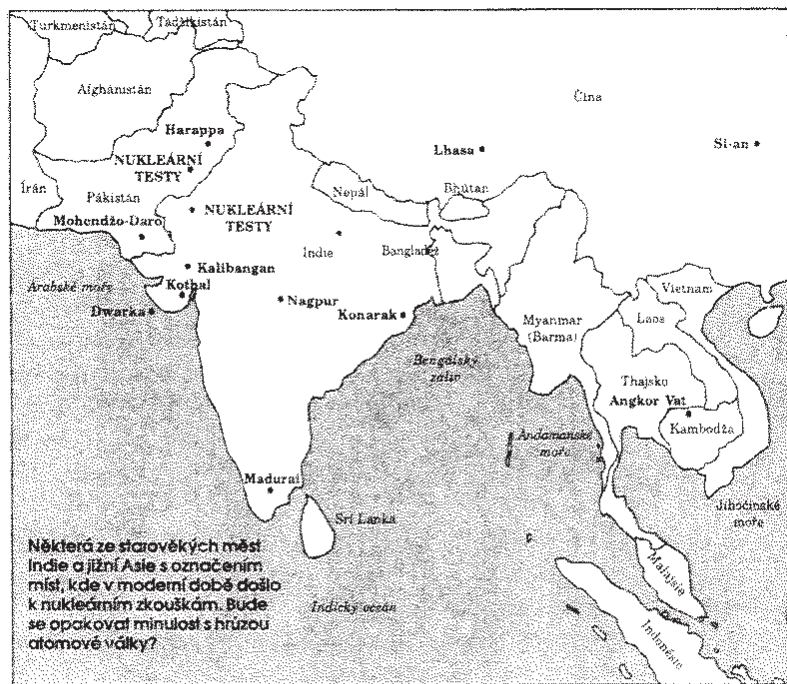 Turkmenistán
Tádžikistán
Afghánistán
Čína
Harappa
Lhasa
Si-an
NUKLEÁRNÍ
TESTY
Írán
Pákistán
Nepál
Bhútán
Mohendžo-Daro
NUKLEÁRNÍ
TESTY
Indie
Bangladéž
Kalibangan
Arabské moře
Kothal
Vietnam
Dwarka
Nagpur
Konarak
Laos
Myanmar
(Barma)
Bengálský
záliv
Thajsko
Angkor Vat
Kambodža
Andamanské
moře
Madurai
Srí Lanka
Jihočínské
moře
Některá ze starověkých měst
Indie a jižní Asie s označením
míst, kde v moderní době došlo
k nukleárním zkouškám. Bude
se opakovat minulost s hrůzou
atomové války?
Indický oceán
Malajsie
Indonésie